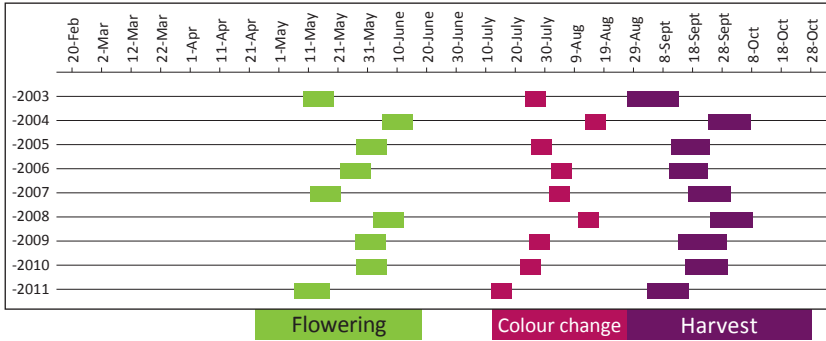 20-Feb
2-Mar
12-Mar
22-Mar
1-Apr
11-Apr
21-Apr
1-May
11-May
21-May
31-May
10-June
20-June
30-June
10-July
20-July
30-July
9-Aug
19-Aug
29-Aug
8-Sept
18-Sept
28-Sept
8-Oct
18-Oct
28-Oct
-2003
-2004
-2005
-2006
-2007
-2008
-2009
-2010
-2011
Flowering
Colour change
Harvest